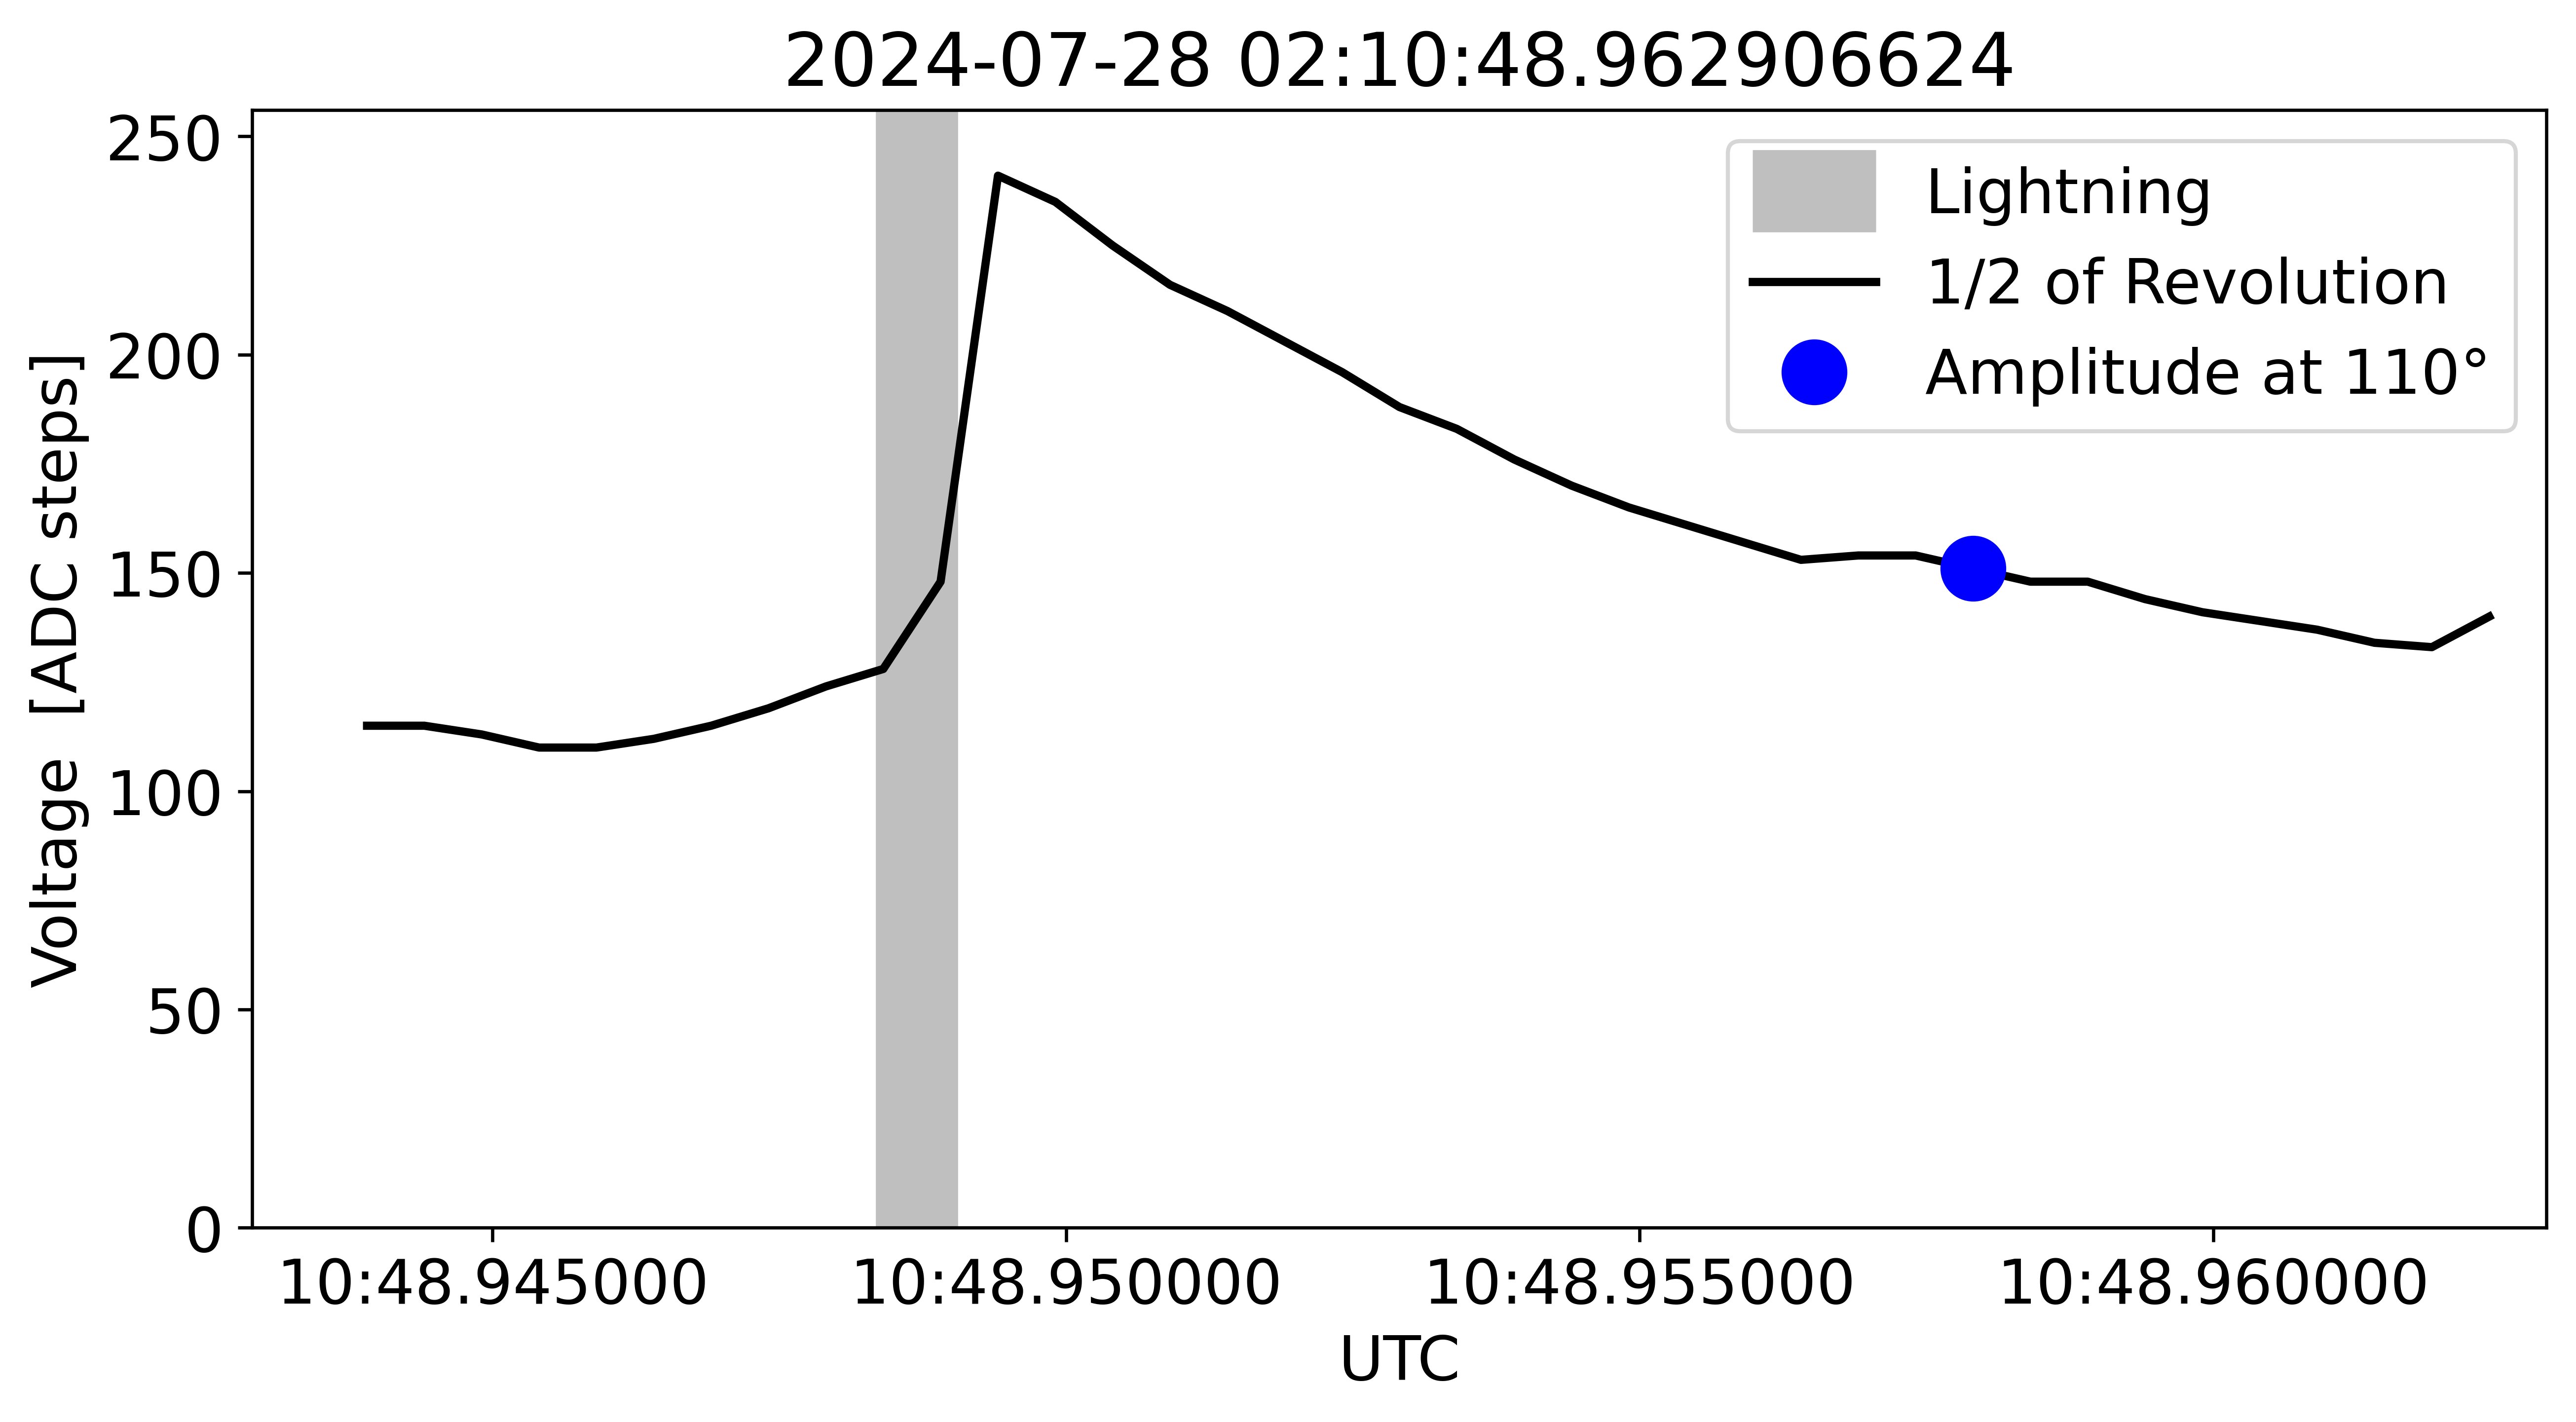 2024-07-28 02:10:48.962906624
250
200
150
100
50
0
Voltage [ADC steps]
Lightning
1/2 of Revolution
Amplitude at 110°
10:48.945000
10:48.950000
10:48.955000
10:48.960000
UTC